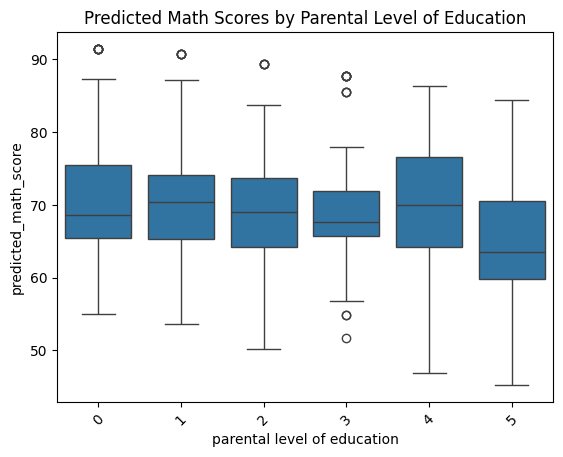 Predicted Math Scores by Parental Level of Education
predicted_math_score
90
80
70
60
50
0 1 2 3 4 5
parental level of education